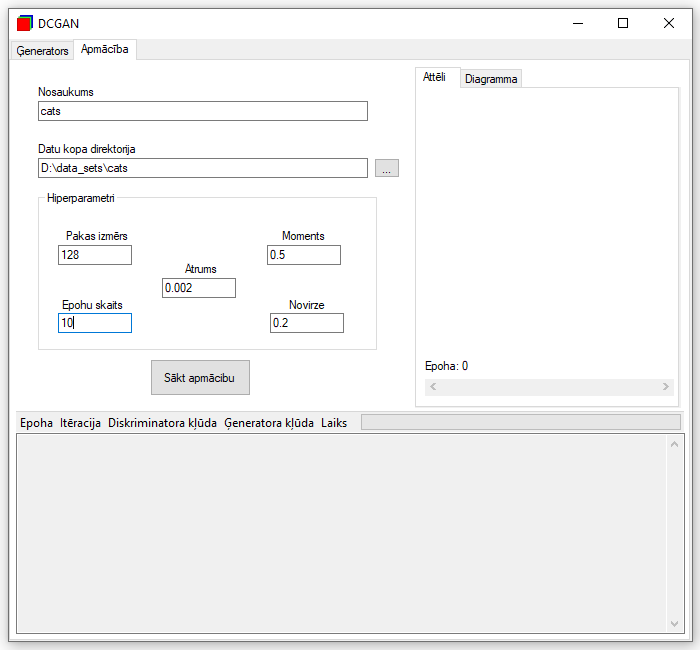 DCGAN
Ģenerators Apmācība
Nosaukums
cats
Datu kopa direktorija
D:\data_sets\cats ...
Hiperparametri
Pakas izmērs Moments
128 0.5
Ātrums
0.002
Epohu skaits Novirze
10 0.2
Sākt apmācību
Attēli Diagramma
Epoha: 0
Epoha Itērācija Diskriminatora kļūda Ģeneratora kļūda Laiks